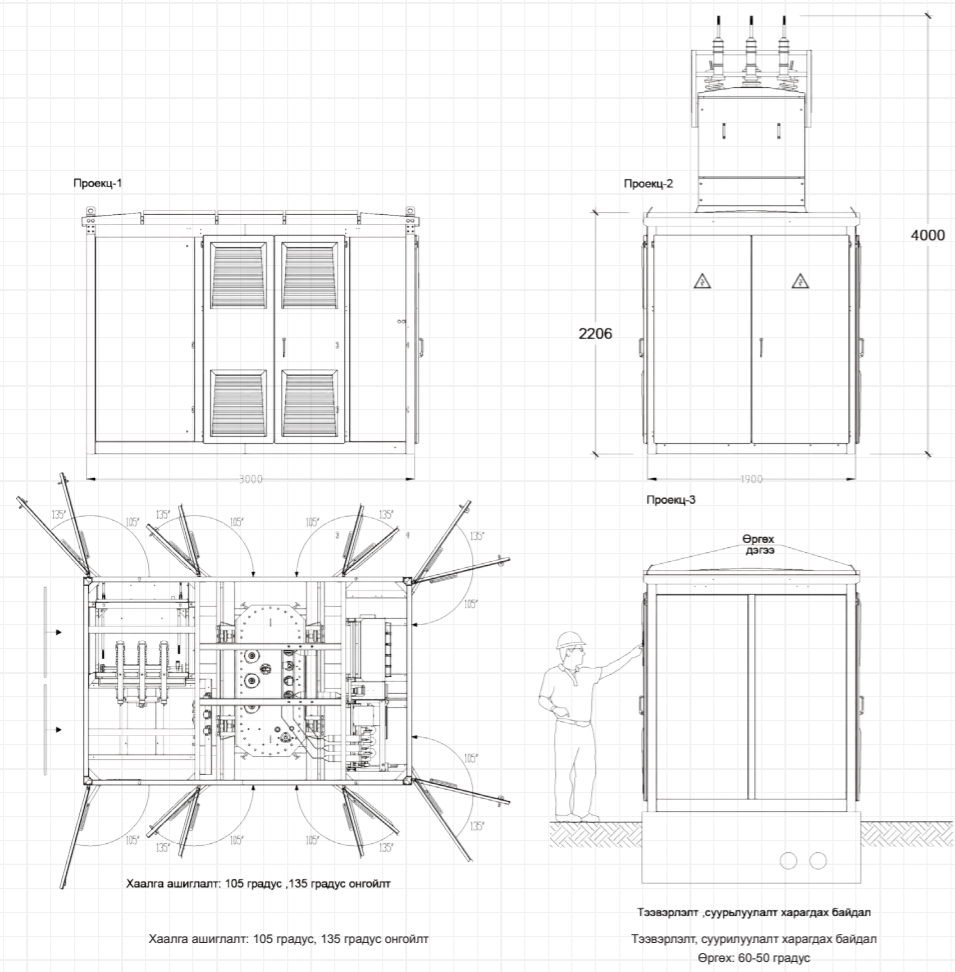 Проекц-1
Проекц-2
4000
2206
3000
1900
Проекц-3
135°
105°
135°
105°
105°
135°
135°
105°
Өргөх
дэгээ
105°
135°
105°
135°
135°
105°
105°
135°
Хаалга ашиглалт: 105 градус ,135 градус онгойлт
Хаалга ашиглалт: 105 градус, 135 градус онгойлт
Тээвэрлэлт ,суурьлуулалт харагдах байдал
Тээвэрлэлт, суурилуулалт харагдах байдал
Өргөх: 60-50 градус